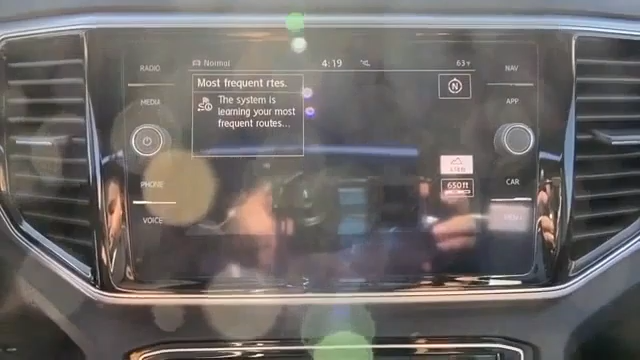 RADIO
Normal
4:19
63°F
NAV
Most frequent rtes.
The system is
learning your most
frequent routes...
N
MEDIA
APP
PHONE
650 ft
CAR
VOICE